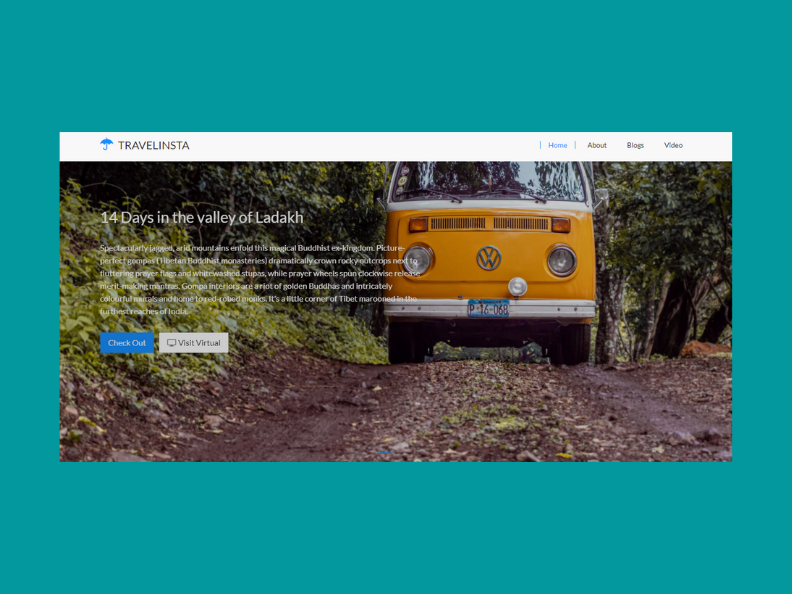 TRAVELINSTA
Home
About
Blogs
Video
14 Days in the valley of Ladakh
Spectacularly jagged, arid mountains enfold this magical Buddhist ex-kingdom. Picture-
perfect gompas (Tibetan Buddhist monasteries) dramatically crown rocky outcrops next to
fluttering prayer flags and whitewashed stupas, while prayer wheels spun clockwise release
merit-making mantras. Gompa interiors are a riot of golden Buddhas and intricately
colourful murals and home to red-robed monks. It's a little corner of Tibet marooned in the
furthest reaches of India.
Check Out
Visit Virtual
P-16-068